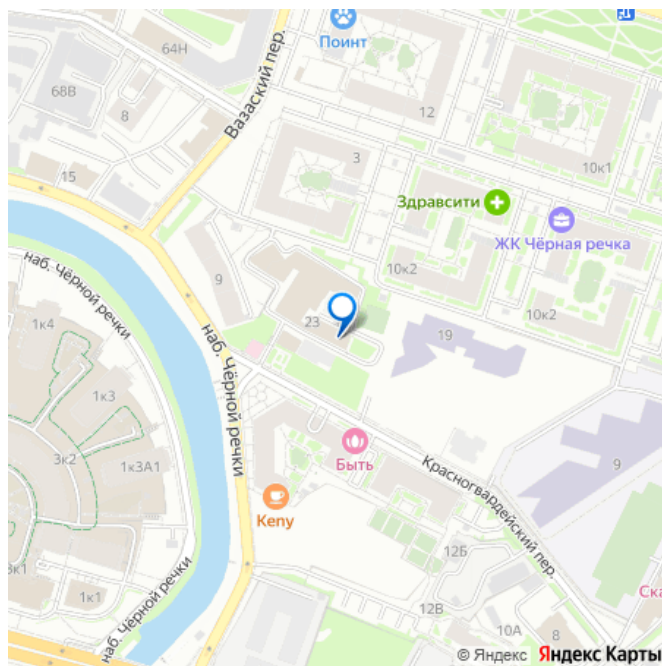 Поинт
64Н
68В
8
Вазаский пер.
12
3
10к1
15
Здравсити
ЖК Чёрная речка
наб. Чёрной речки
9
10к2
10к2
1к4
23
19
наб. Чёрной речки
1к3
3к2
1к3А1
Быть
Красногвардейский пер.
9
Кепу
12Б
1к1
12В
10А
8
Ска
наб. Чёрной речки
© Яндекс Яндекс Карты